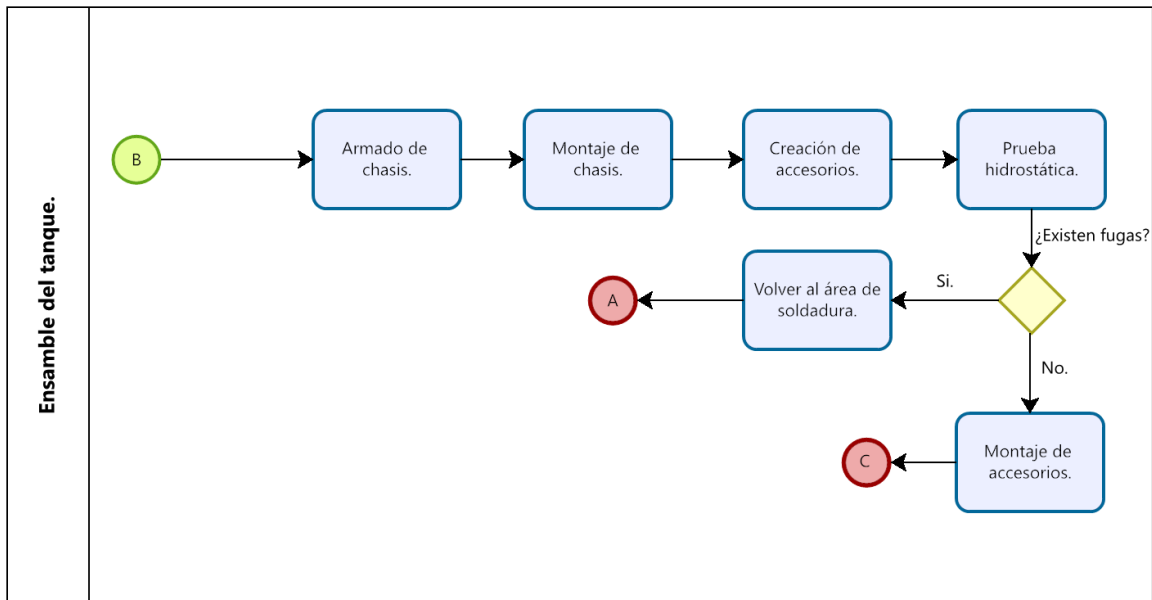 Ensamble del tanque.
B
Armado de
chasis.
Montaje de
chasis.
Creación de
accesorios.
Prueba
hidrostática.
¿Existen fugas?
Si.
Volver al área de
soldadura.
A
No.
Montaje de
accesorios.
C